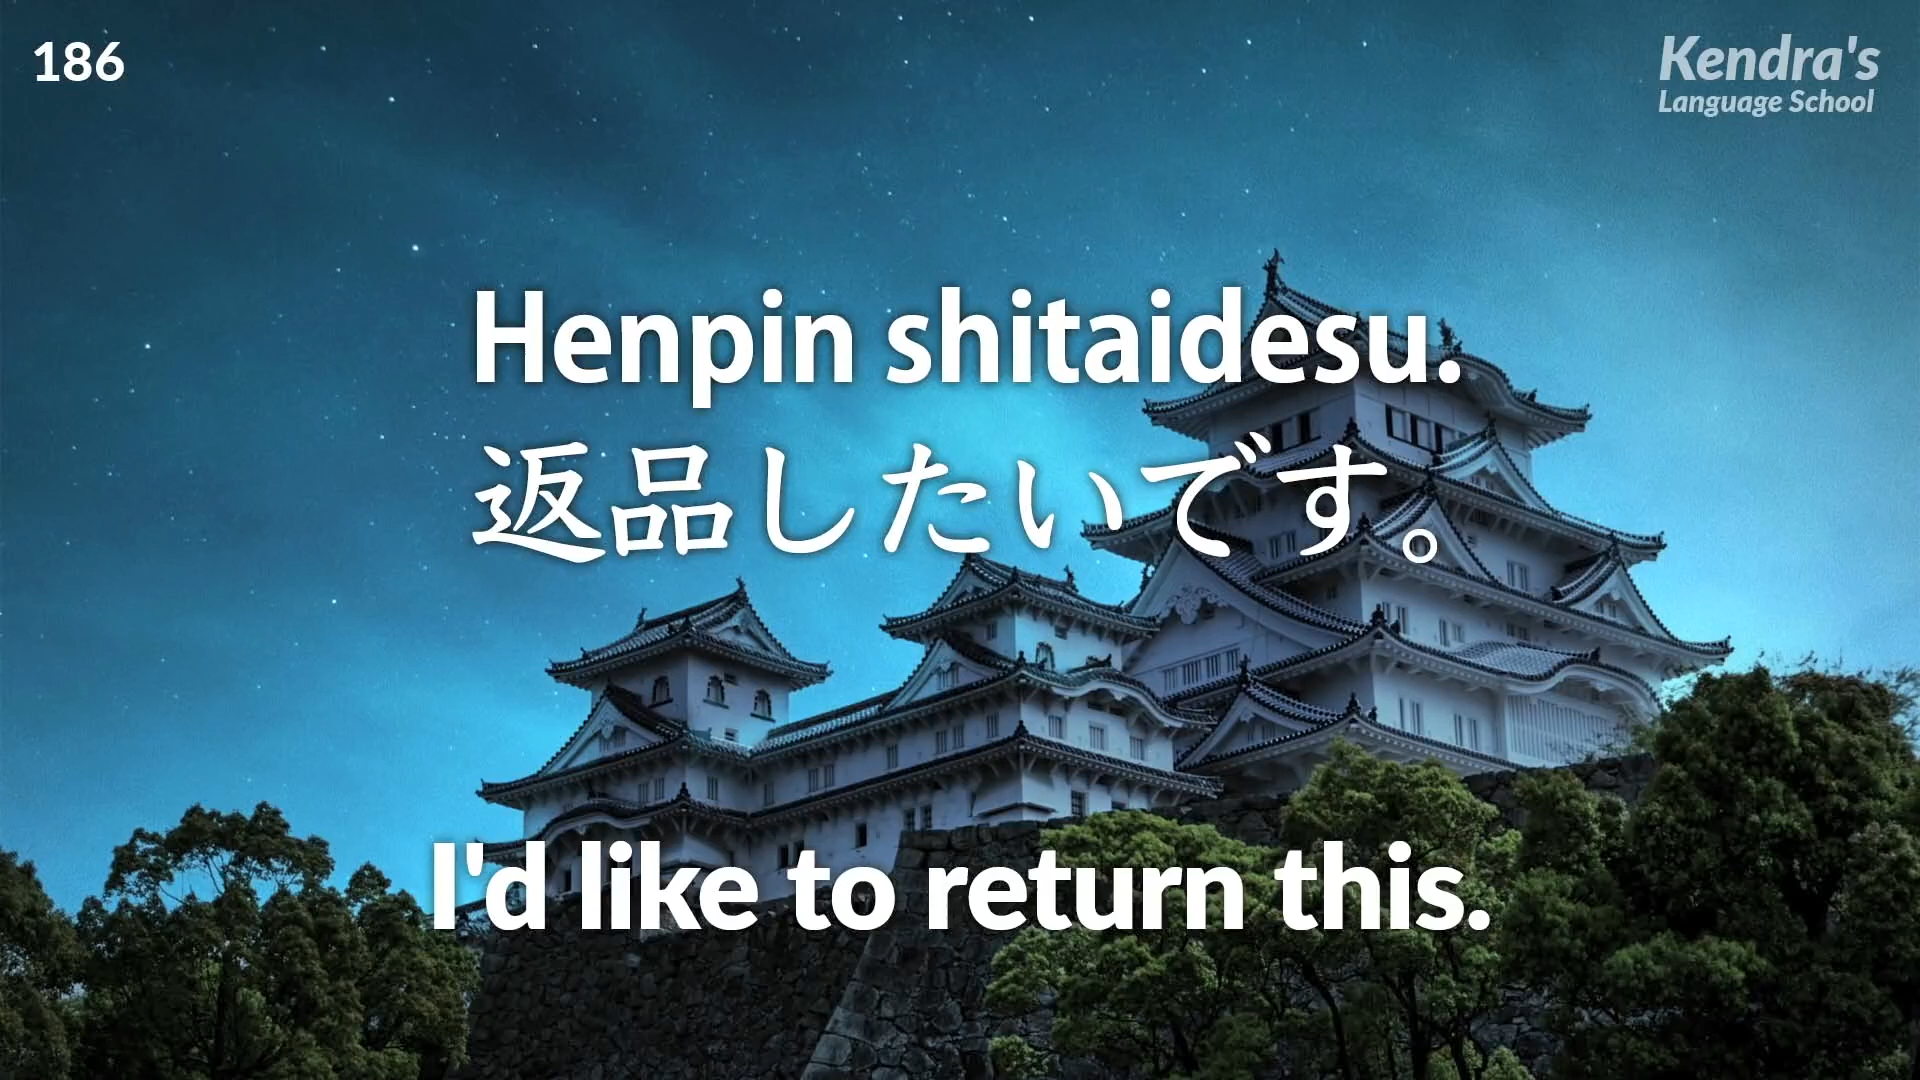 186
Kendra's
Language School
Henpin shitaidesu.
返品したいです。
I'd like to return this.